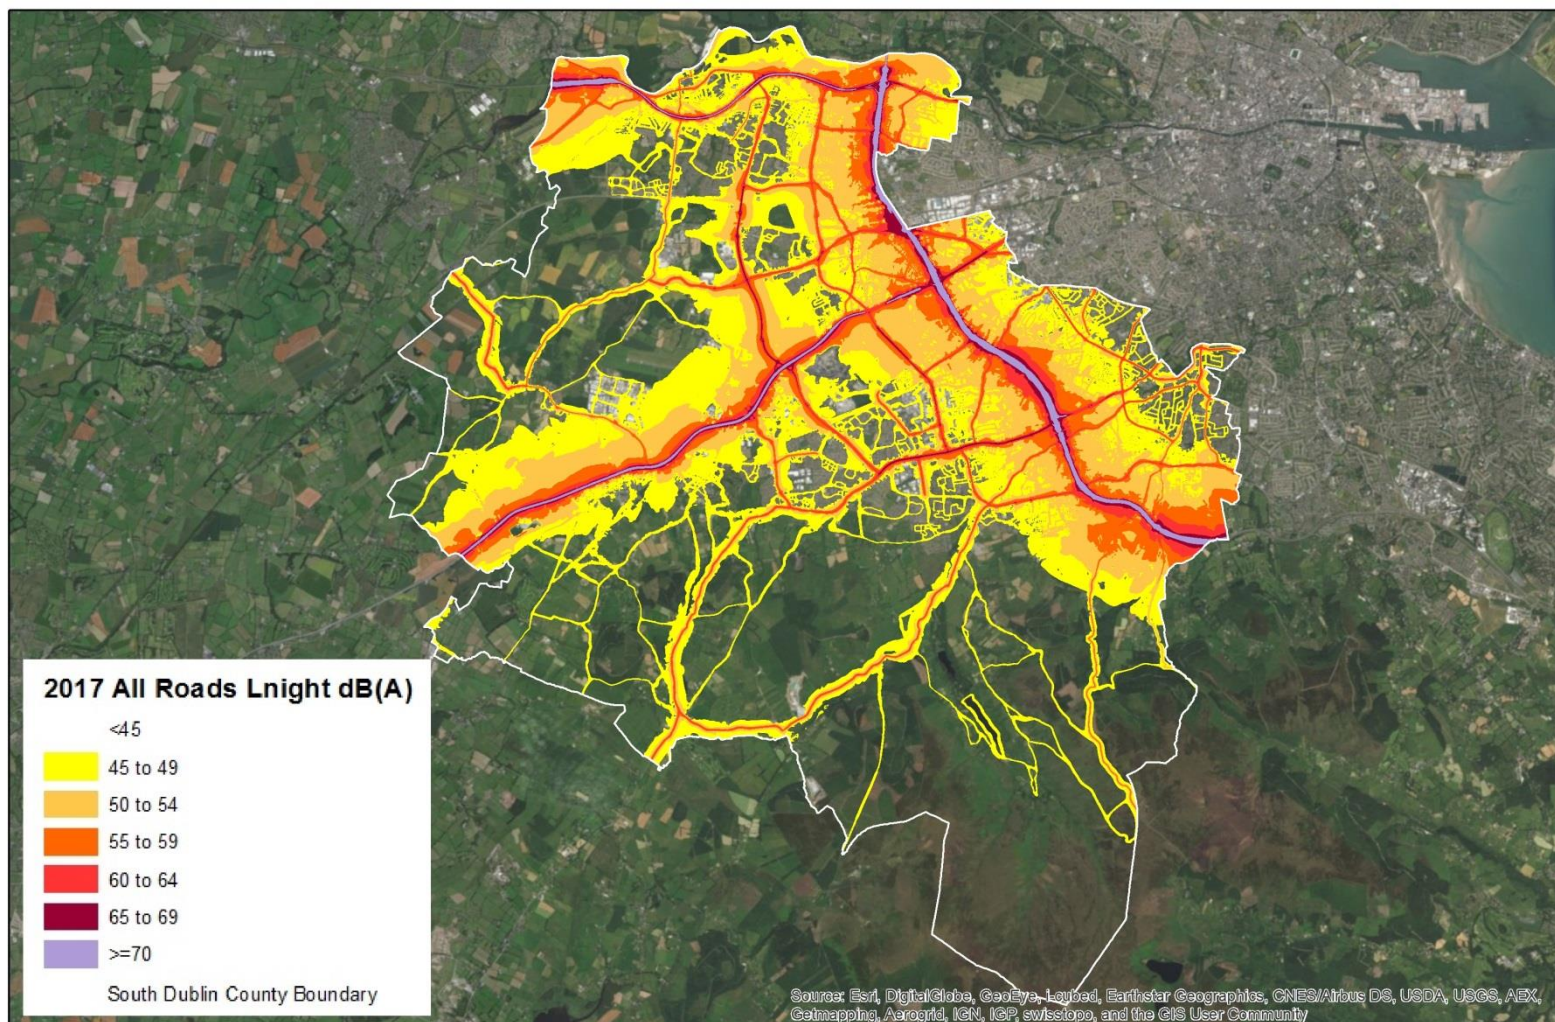 2017 All Roads Lnight dB(A)
<45
45 to 49
50 to 54
55 to 59
60 to 64
65 to 69
>=70
South Dublin County Boundary
Source: Esri, DigitalGlobe, GeoEye, i-cubed, Earthstar Geographics, CNES/Airbus DS, USDA, USGS, AEX,
Getmapping, Aerogrid, IGN, IGP, swisstopo, and the GIS User Community